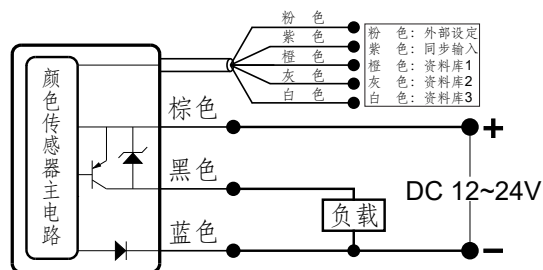 粉 色
紫 色
橙 色
灰 色
白 色
粉 色：外部设定
紫 色：同步输入
橙 色：资料库1
灰 色：资料库2
白 色：资料库3
颜色传感器主电路
棕色
+
黑色
DC 12~24V
负载
蓝色
−